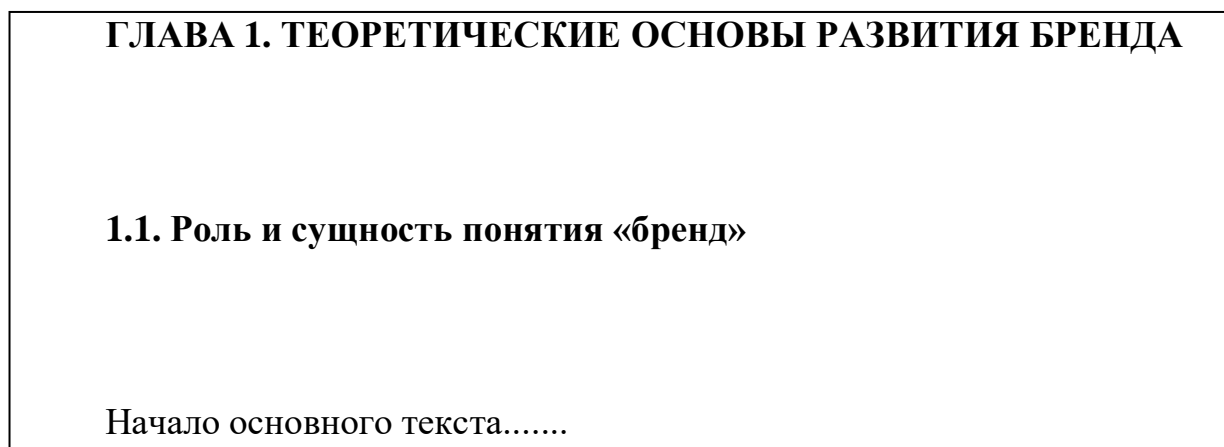 ГЛАВА 1. ТЕОРЕТИЧЕСКИЕ ОСНОВЫ РАЗВИТИЯ БРЕНДА
1.1. Роль и сущность понятия «бренд»
Начало основного текста.......